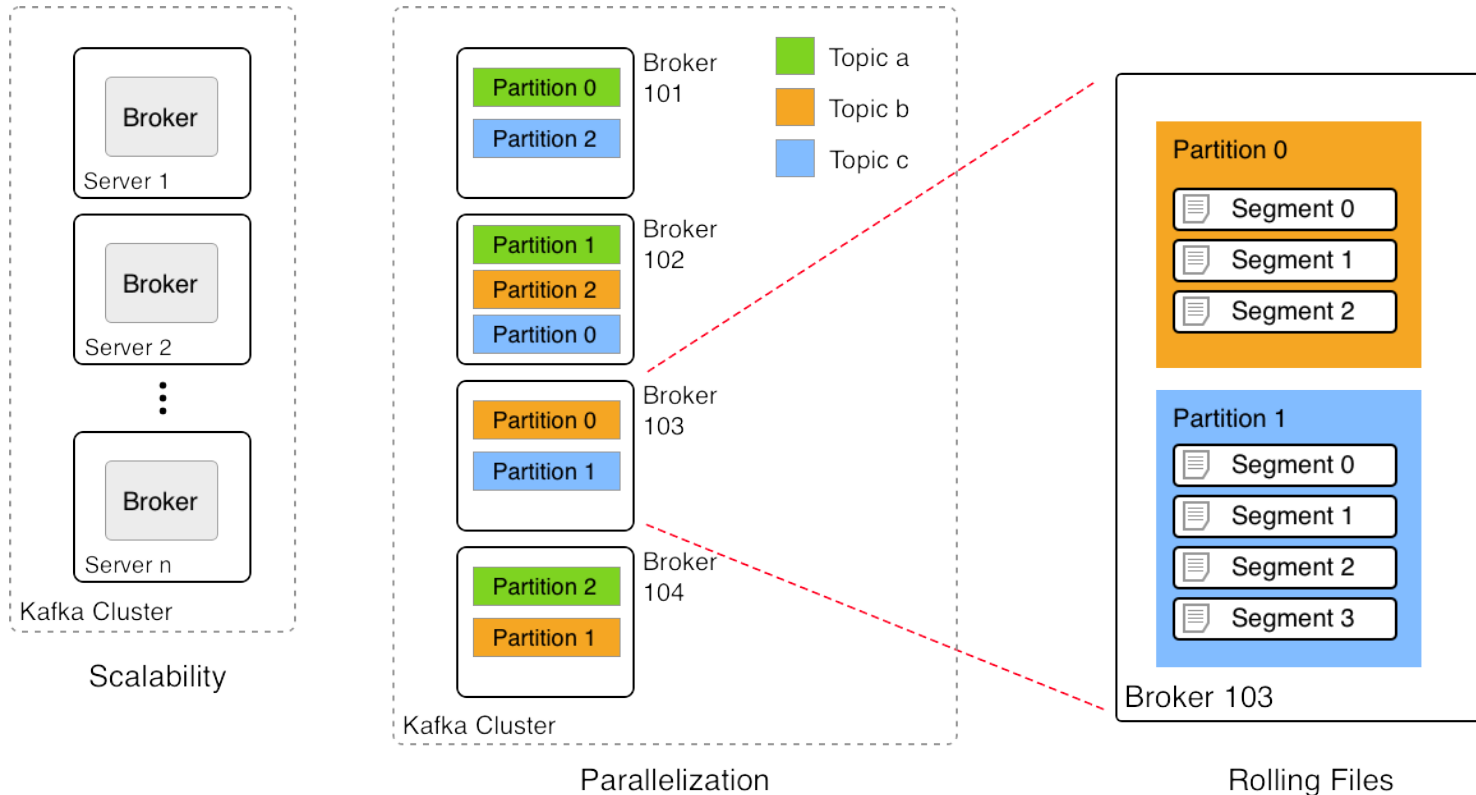 Broker
Server 1
Broker
Server 2
Broker
Server n
Kafka Cluster
Scalability
Partition 0
Partition 2
Broker
101
Partition 1
Partition 2
Partition 0
Broker
102
Partition 0
Partition 1
Broker
103
Partition 2
Partition 1
Broker
104
Kafka Cluster
Topic a
Topic b
Topic c
Parallelization
Partition 0
Segment 0
Segment 1
Segment 2
Partition 1
Segment 0
Segment 1
Segment 2
Segment 3
Broker 103
Rolling Files